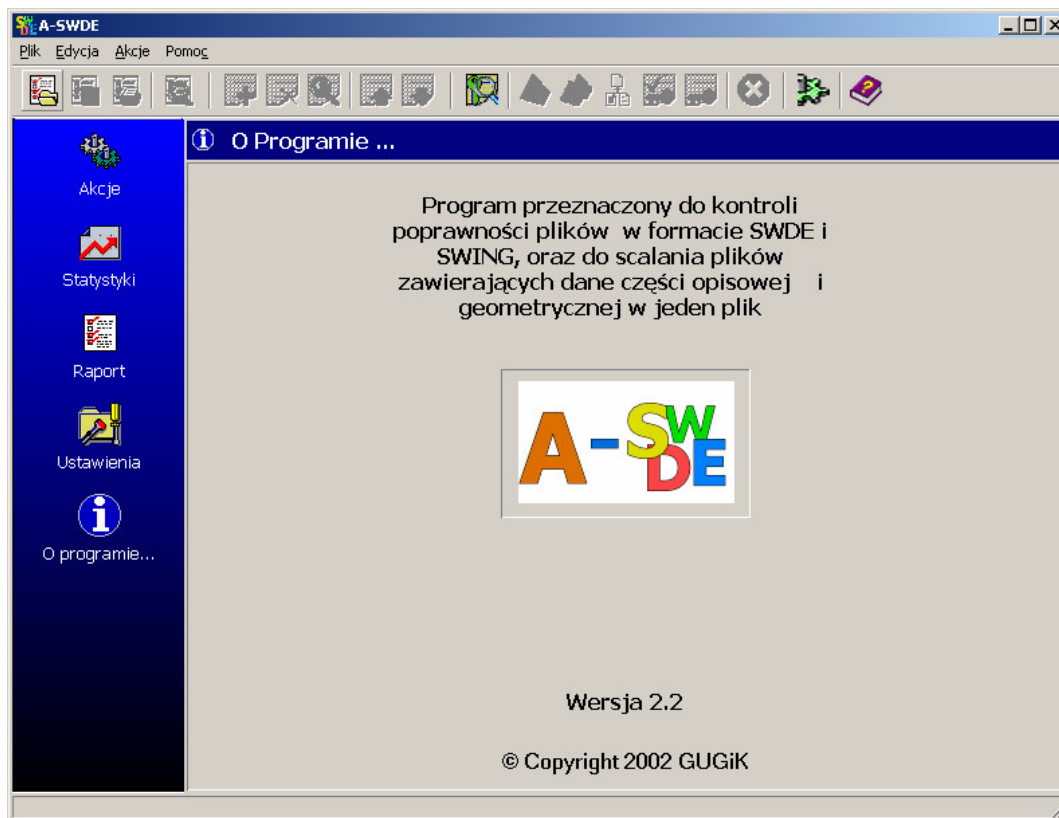 A-SWDE
Plik Edycja Akcje Pomoc
O Programie ...
Akcje
Statystyki
Raport
Ustawienia
O programie...
Program przeznaczony do kontroli
poprawności plików w formacie SWDE i
SWING, oraz do scalania plików
zawierających dane części opisowej i
geometrycznej w jeden plik
A-SWDE
Wersja 2.2
© Copyright 2002 GUGiK